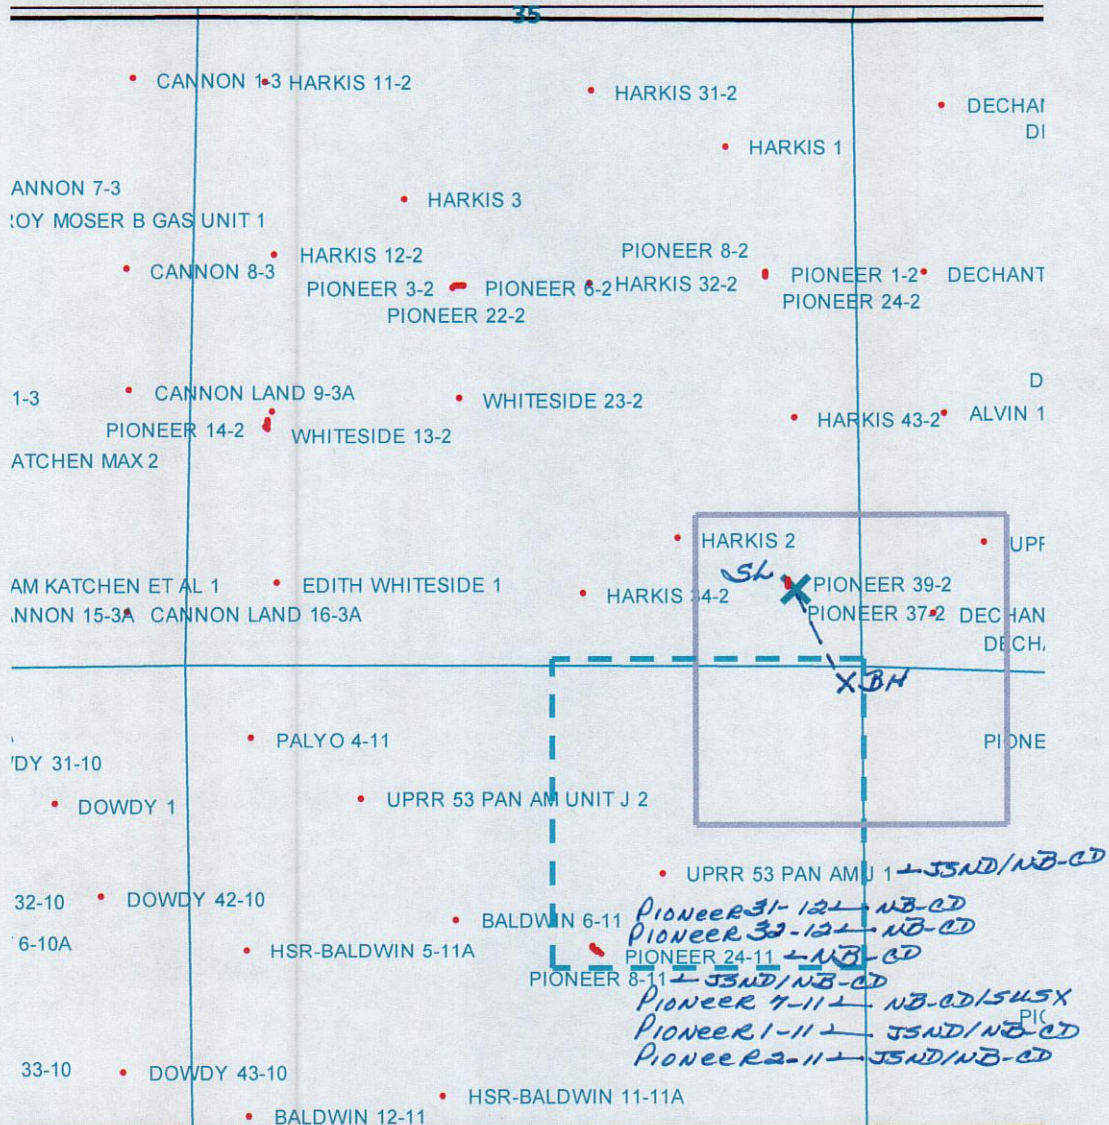 35
CANNON 1-3
HARKIS 11-2
HARKIS 31-2
DECHAN
DI
HARKIS 1
ANNON 7-3
HARKIS 3
ROY MOSER B GAS UNIT 1
HARKIS 12-2
PIONEER 8-2
CANNON 8-3
PIONEER 3-2
PIONEER 6-2
HARKIS 32-2
PIONEER 1-2
DECHANT
PIONEER 22-2
PIONEER 24-2
1-3
CANNON LAND 9-3A
WHITESIDE 23-2
D
HARKIS 43-2
ALVIN 1
PIONEER 14-2
WHITESIDE 13-2
ATCHEN MAX 2
HARKIS 2
UPR
SL
AM KATCHEN ET AL 1
EDITH WHITESIDE 1
HARKIS 34-2
PIONEER 39-2
ANNON 15-3A
CANNON LAND 16-3A
PIONEER 37-2
DECHAN
DECHA
X BH
PALYO 4-11
PIONE
DY 31-10
DOWDY 1
UPRR 53 PAN AM UNIT J 2
UPRR 53 PAN AM J 1 JSND/NB-CD
32-10
DOWDY 42-10
BALDWIN 6-11
PIONEER 31-12 NB-CD
PIONEER 32-12 NB-CD
6-10A
HSR-BALDWIN 5-11A
PIONEER 24-11 NB-CD
PIONEER 8-11 JSND/NB-CD
PIONEER 7-11 NB-CD/SUSX
PIO
PIONEER 1-11 JSND/NB-CD
PIONEER 2-11 JSND/NB-CD
33-10
DOWDY 43-10
HSR-BALDWIN 11-11A
BALDWIN 12-11